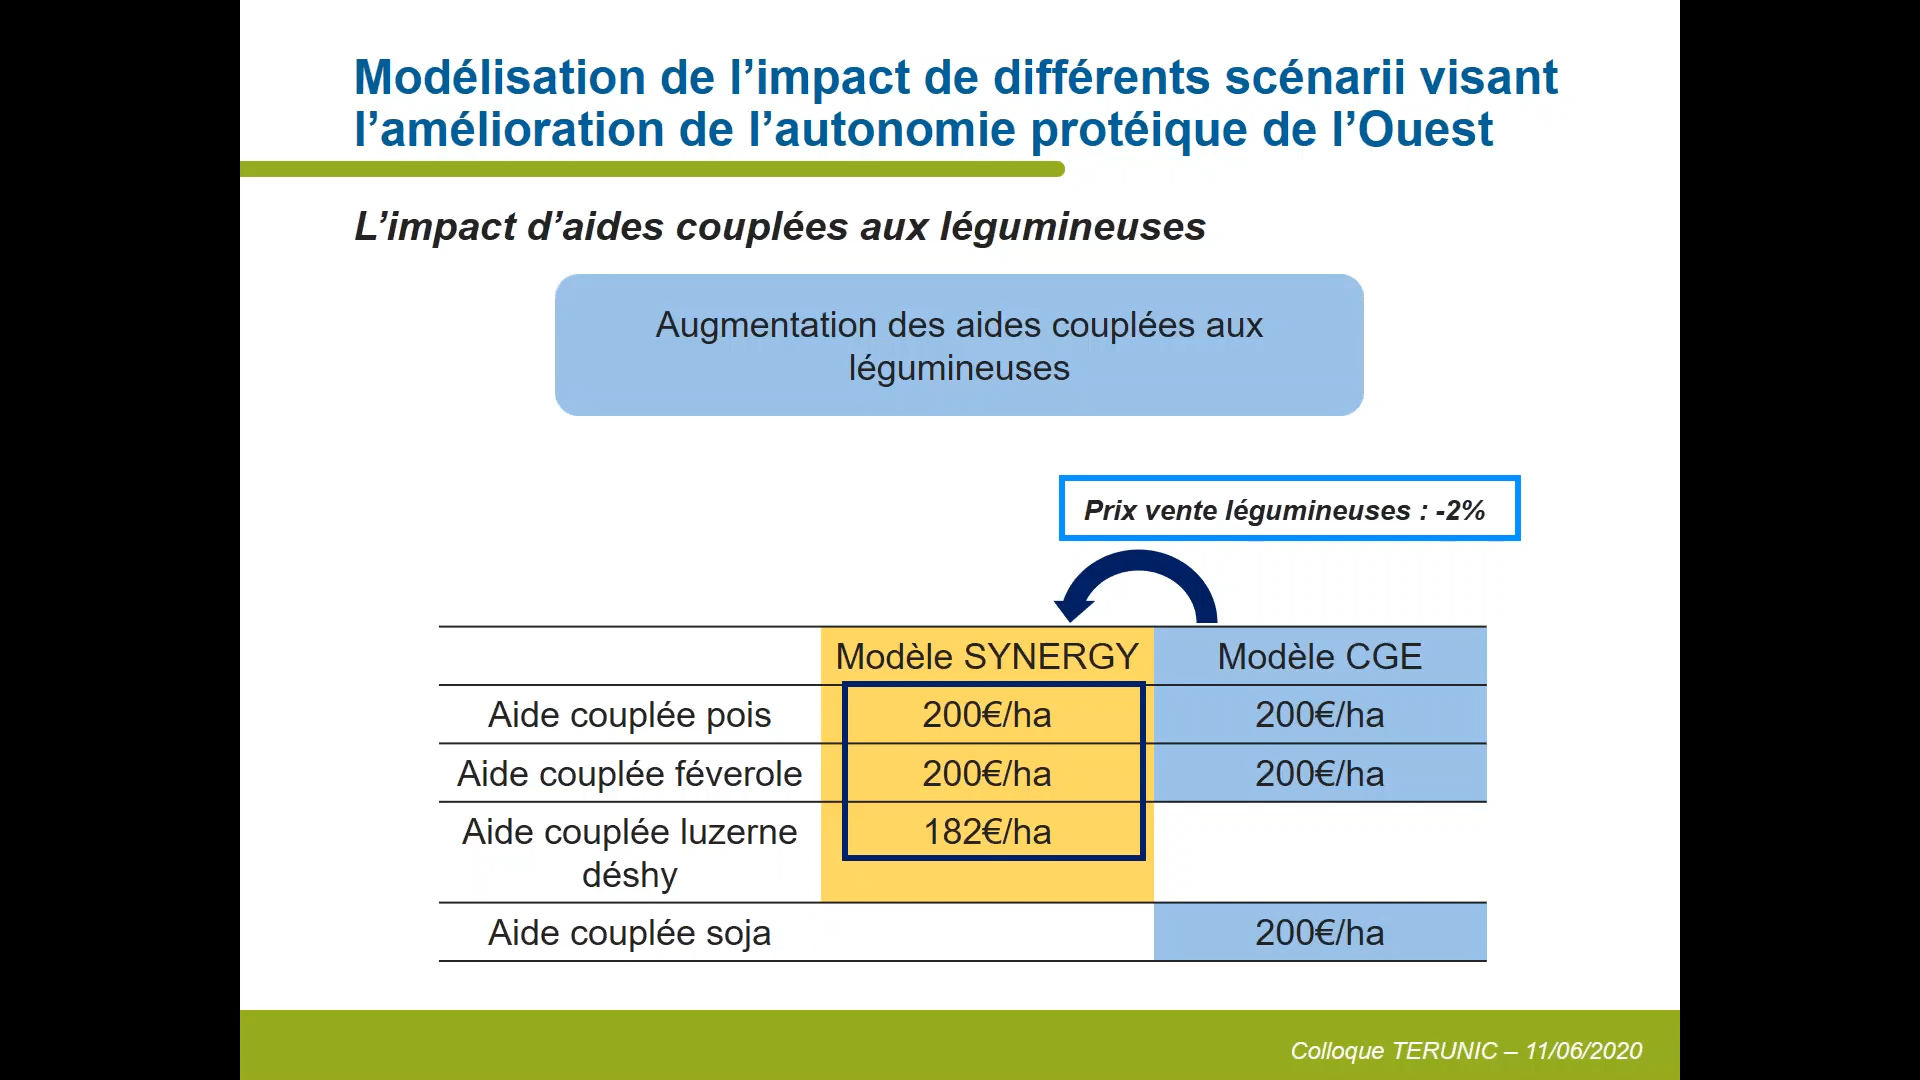 Modélisation de l’impact de différents scénarii visant
l’amélioration de l’autonomie protéique de l’Ouest
L’impact d’aides couplées aux légumineuses
Augmentation des aides couplées aux
légumineuses
Prix vente légumineuses : -2%
Modèle SYNERGY Modèle CGE
Aide couplée pois 200€/ha 200€/ha
Aide couplée féverole 200€/ha 200€/ha
Aide couplée luzerne 182€/ha
déshy
Aide couplée soja 200€/ha
Colloque TERUNIC – 11/06/2020